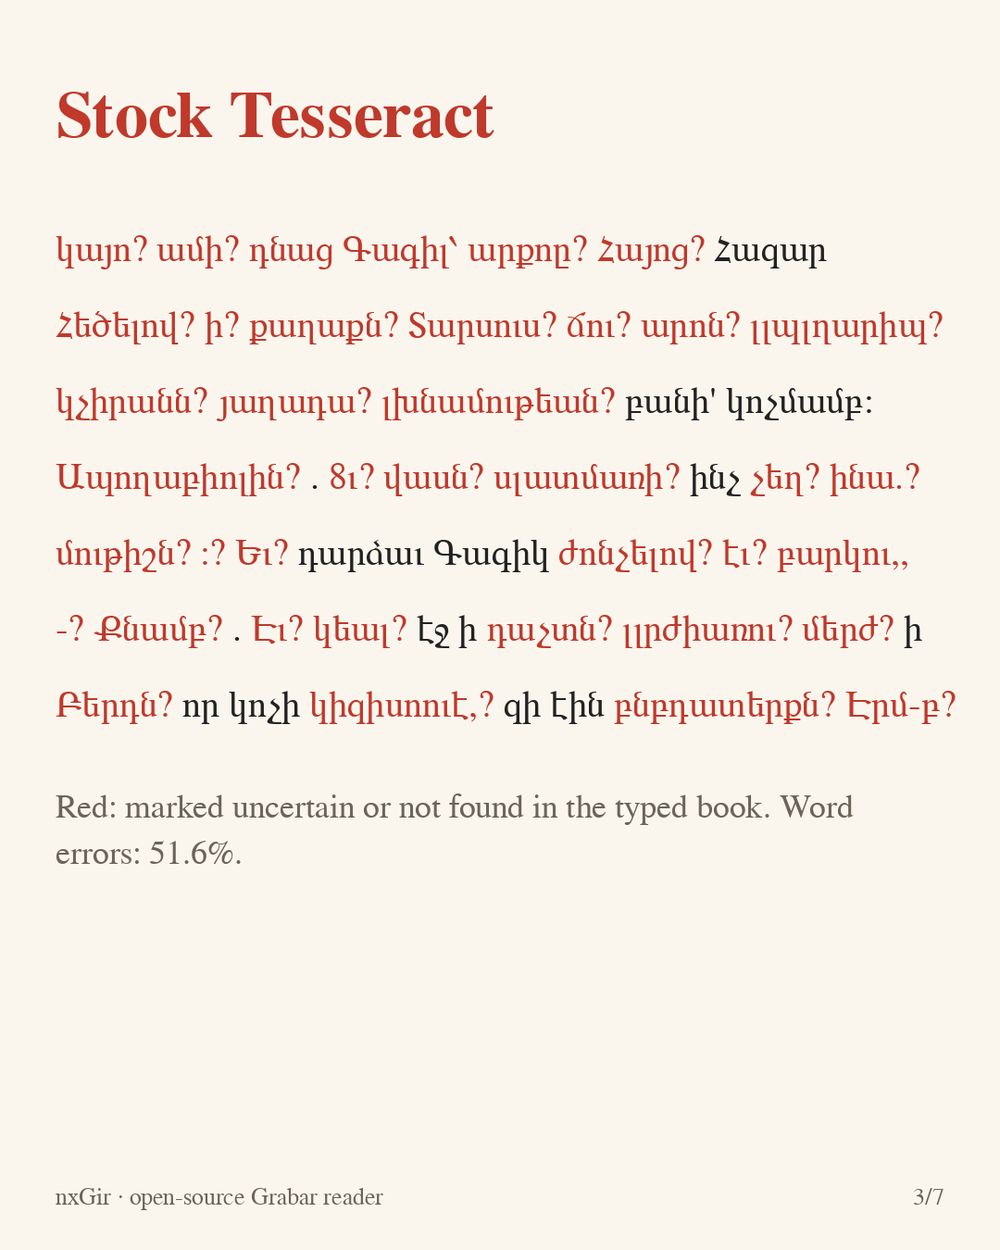 Stock Tesseract
կայո? ամի? դնաց Գագիլ՝ արքոը? Հայոց? Հազար
Հեծելով? ի? քաղաքն? Տարսուս? ճու? արոն? լլպլղարիպ?
կչիրանն? յաղադա? լխնամութեան? բանի' կոչմամբ։
Ապողաբիոլին? . 8ւ? վասն? սլատմառի? ինչ չեղ? ինա.?
մութիշն? :? Եւ? դարձաւ Գագիկ ժոնչելով? էւ? բարկու,,
-? Քնամբ? . Էւ? կեալ? էջ ի դաշտն? լլրժիառու? մերժ? ի
Բերդն? որ կոչի կիզիսուէ,? զի էին բնբդատերքն? Էրմ-բ?
Red: marked uncertain or not found in the typed book. Word
errors: 51.6%.
nxGir · open-source Grabar reader
3/7